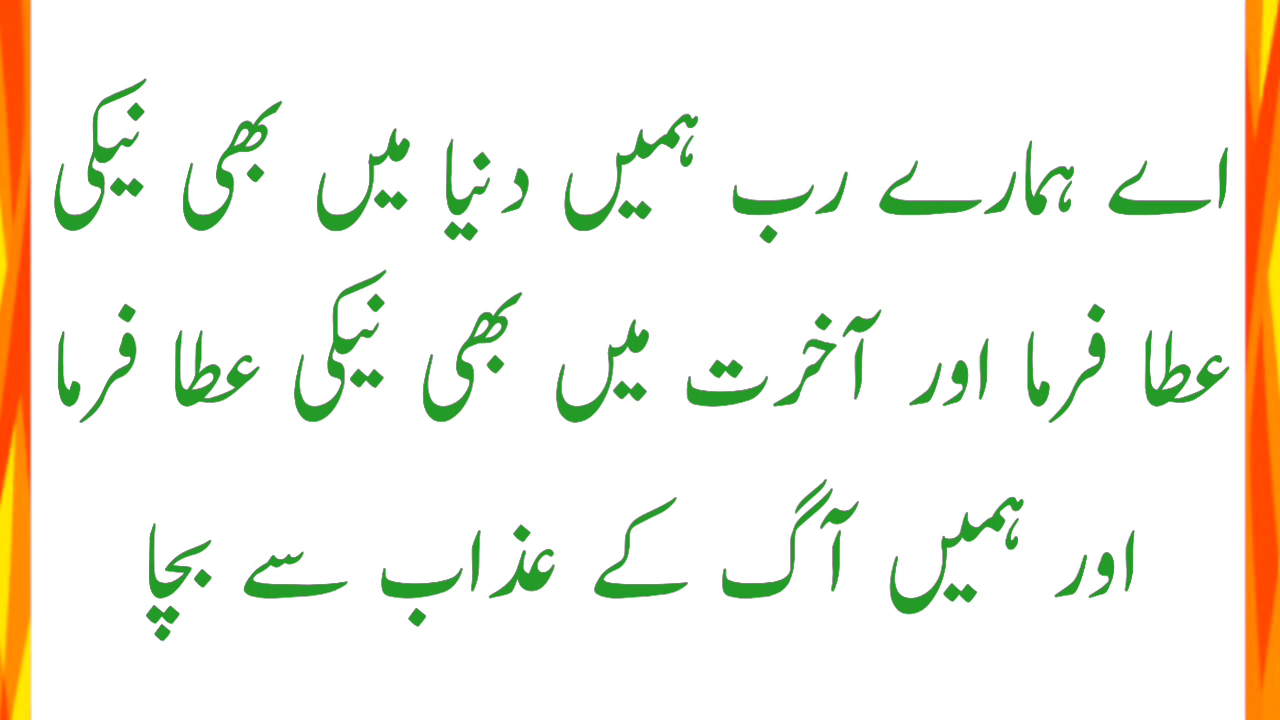 اے ہمارے رب ہمیں دنیا میں بھی نیکی
عطا فرما اور آخرت میں بھی نیکی عطا فرما
اور ہمیں آگ کے عذاب سے بچا